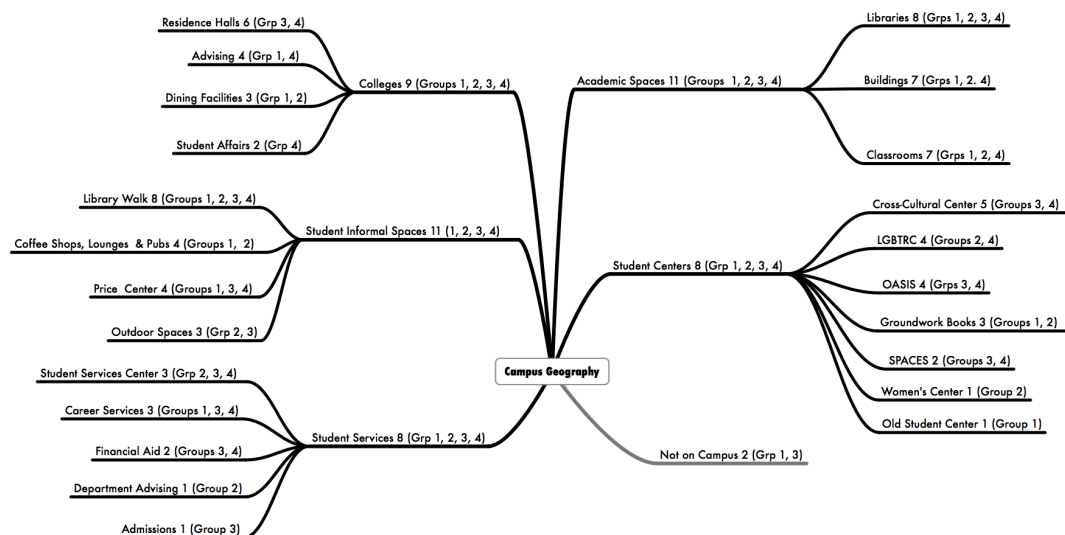 Residence Halls 6 (Grp 3, 4)
Advising 4 (Grp 1, 4)
Dining Facilities 3 (Grp 1, 2)
Student Affairs 2 (Grp 4)
Colleges 9 (Groups 1, 2, 3, 4)
Library Walk 8 (Groups 1, 2, 3, 4)
Coffee Shops, Lounges & Pubs 4 (Groups 1, 2)
Price Center 4 (Groups 1, 3, 4)
Outdoor Spaces 3 (Grp 2, 3)
Student Informal Spaces 11 (1, 2, 3, 4)
Student Services Center 3 (Grp 2, 3, 4)
Career Services 3 (Groups 1, 3, 4)
Financial Aid 2 (Groups 3, 4)
Department Advising 1 (Group 2)
Admissions 1 (Group 3)
Student Services 8 (Grp 1, 2, 3, 4)
Campus Geography
Academic Spaces 11 (Groups 1, 2, 3, 4)
Libraries 8 (Grps 1, 2, 3, 4)
Buildings 7 (Grps 1, 2. 4)
Classrooms 7 (Grps 1, 2, 4)
Student Centers 8 (Grp 1, 2, 3, 4)
Cross-Cultural Center 5 (Groups 3, 4)
LGBTRC 4 (Groups 2, 4)
OASIS 4 (Grps 3, 4)
Groundwork Books 3 (Groups 1, 2)
SPACES 2 (Groups 3, 4)
Women's Center 1 (Group 2)
Old Student Center 1 (Group 1)
Not on Campus 2 (Grp 1, 3)